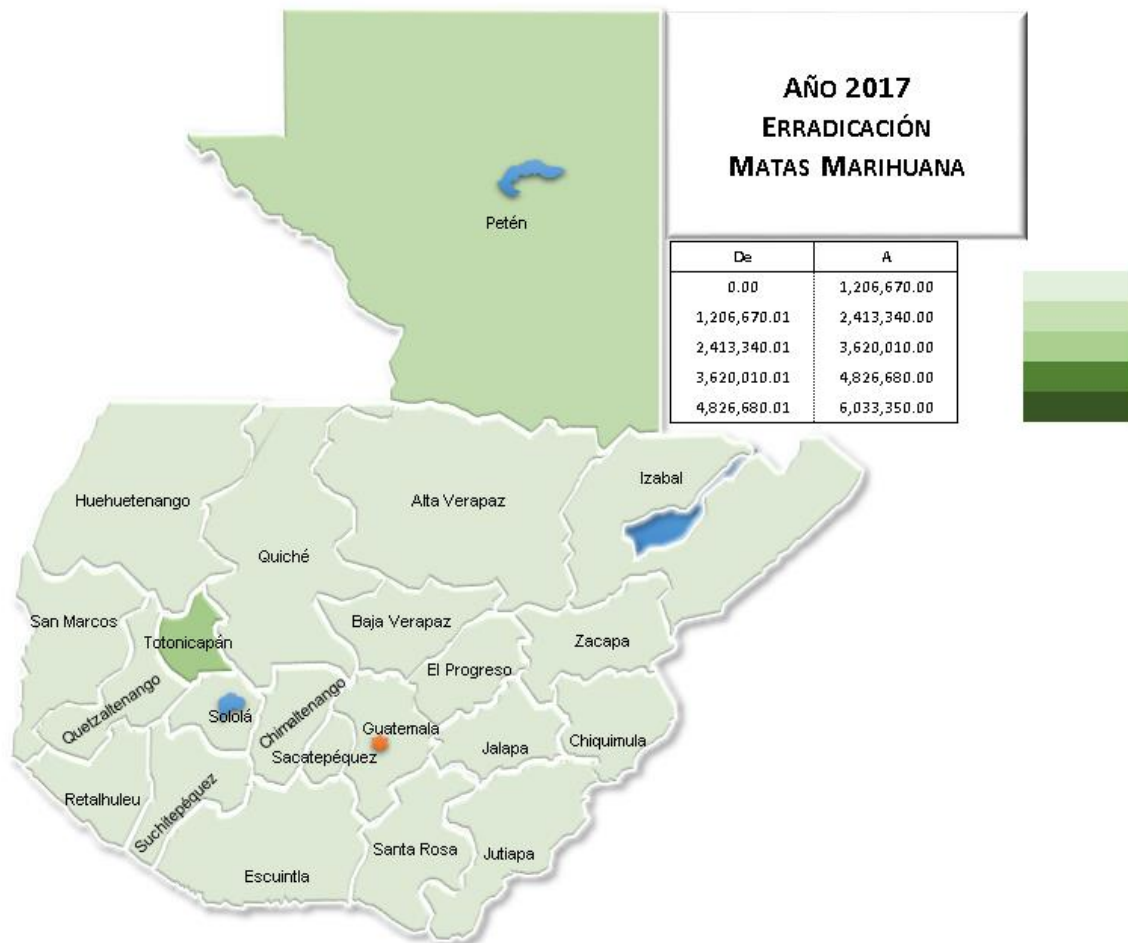 AÑO 2017
ERRADICACIÓN
MATAS MARIHUANA
De A
0.00 1,206,670.00
1,206,670.01 2,413,340.00
2,413,340.01 3,620,010.00
3,620,010.01 4,826,680.00
4,826,680.01 6,033,350.00
Petén
Huehuetenango
Quiché
Alta Verapaz
Izabal
San Marcos
Totonicapán
Baja Verapaz
El Progreso
Zacapa
Quetzaltenango
Sololá
Chimaltenango
Sacatepéquez
Guatemala
Jalapa
Chiquimula
Retalhuleu
Suchitepéquez
Escuintla
Santa Rosa
Jutiapa